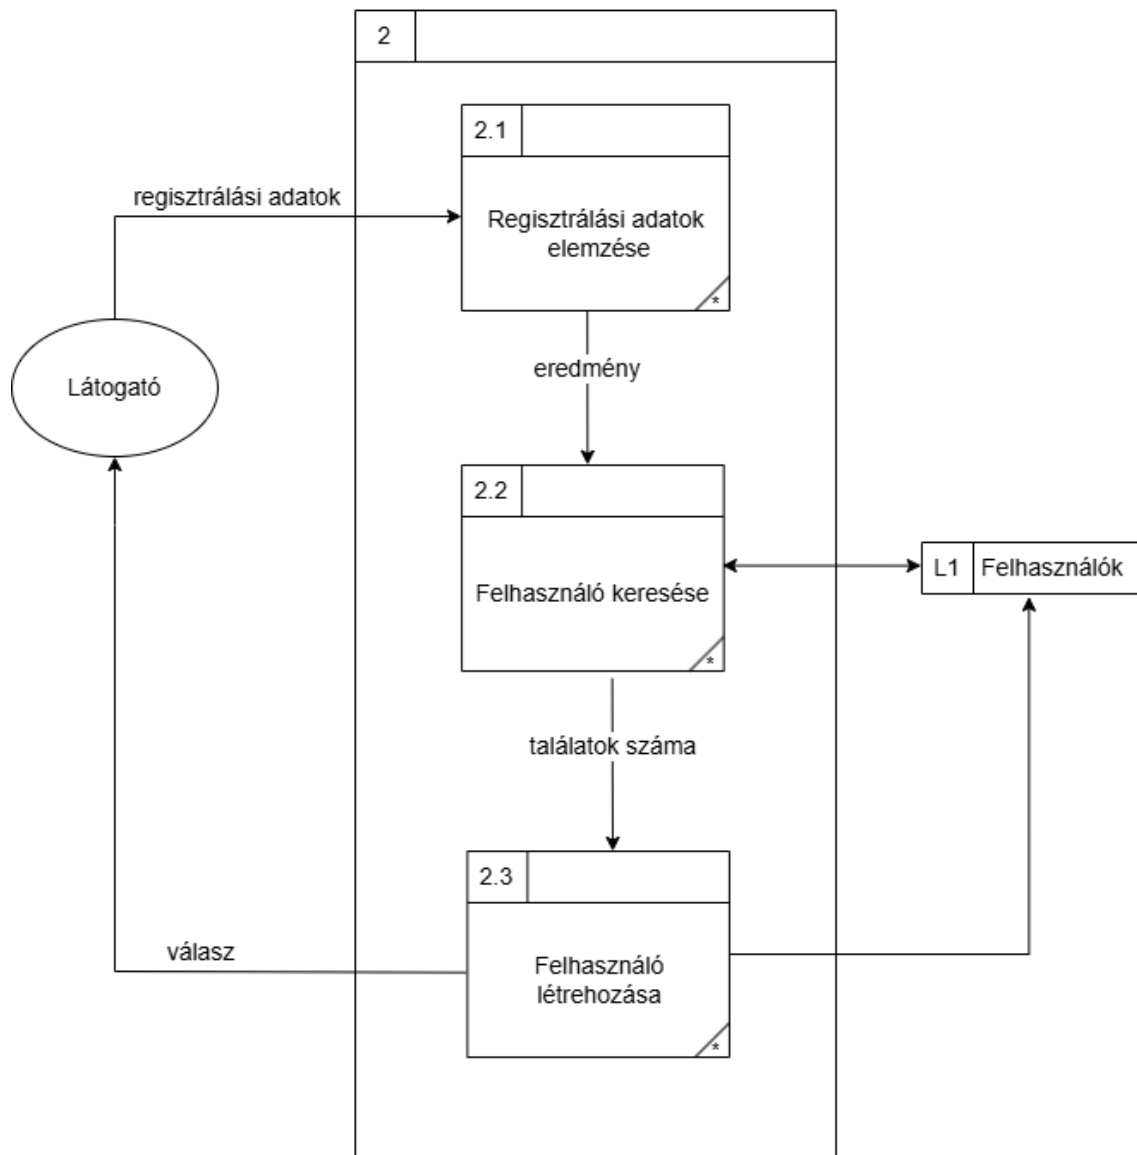 2
2.1
regisztrálási adatok
Regisztrálási adatok
elemzése
*
eredmény
Látogató
2.2
Felhasználó keresése
*
L1 Felhasználók
találatok száma
2.3
válasz
Felhasználó
létrehozása
*